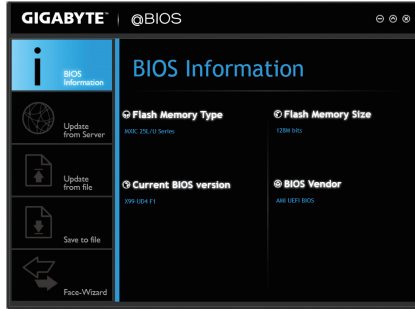 GIGABYTE™ @BIOS
BIOS
Information
Update
from Server
Update
from file
Save to file
Face-Wizard
BIOS Information
Flash Memory Type
MXIC 25L/U Series
Flash Memory Size
128M bits
Current BIOS version
X99-UD4 F1
BIOS Vendor
AMI UEFI BIOS